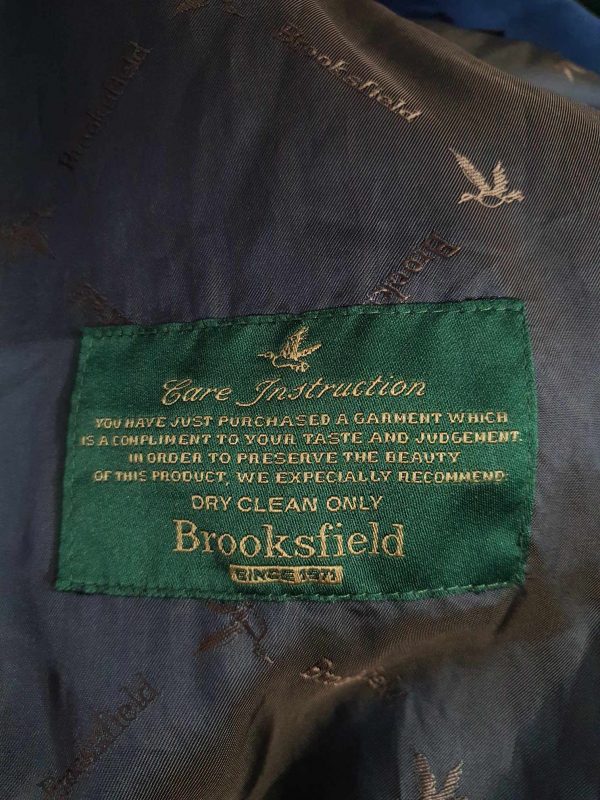 Brooksfield
Brooksfield
Care Instruction
YOU HAVE JUST PURCHASED A GARMENT WHICH
IS A COMPLIMENT TO YOUR TASTE AND JUDGEMENT.
IN ORDER TO PRESERVE THE BEAUTY
OF THIS PRODUCT, WE EXPECIALLY RECOMMEND:
DRY CLEAN ONLY
Brooksfield
SINCE 1971
Brooksfield
Brooksfield